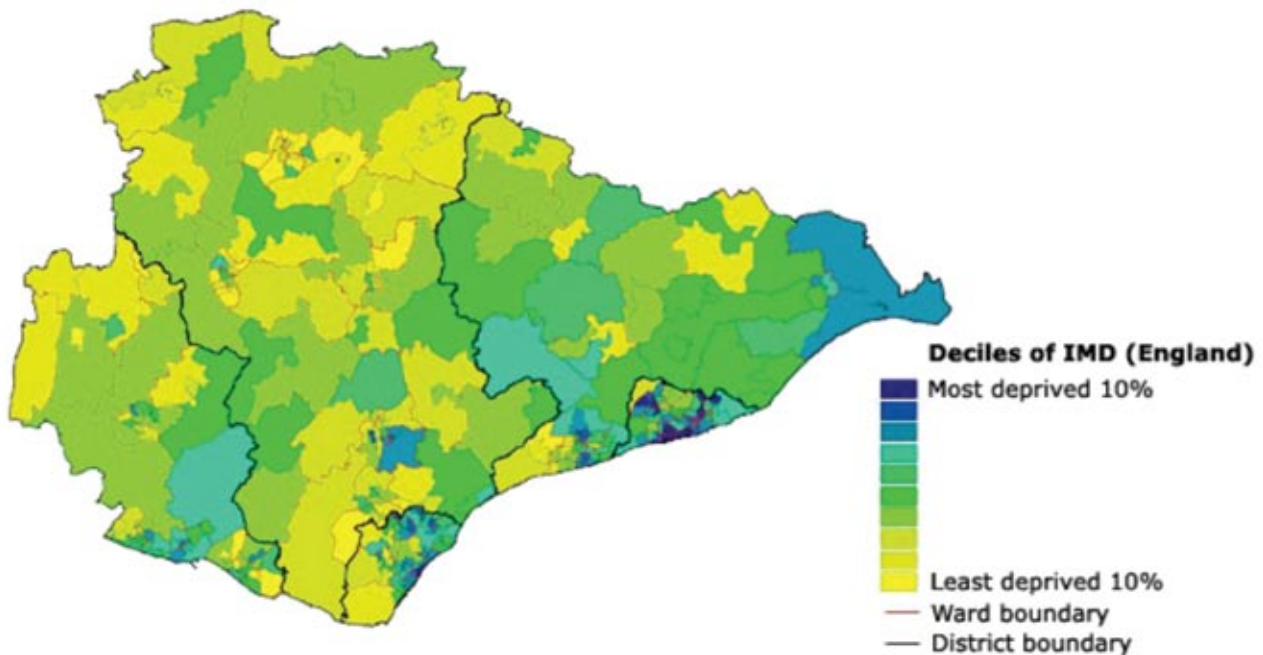 Deciles of IMD (England)
Most deprived 10%
Least deprived 10%
Ward boundary
District boundary